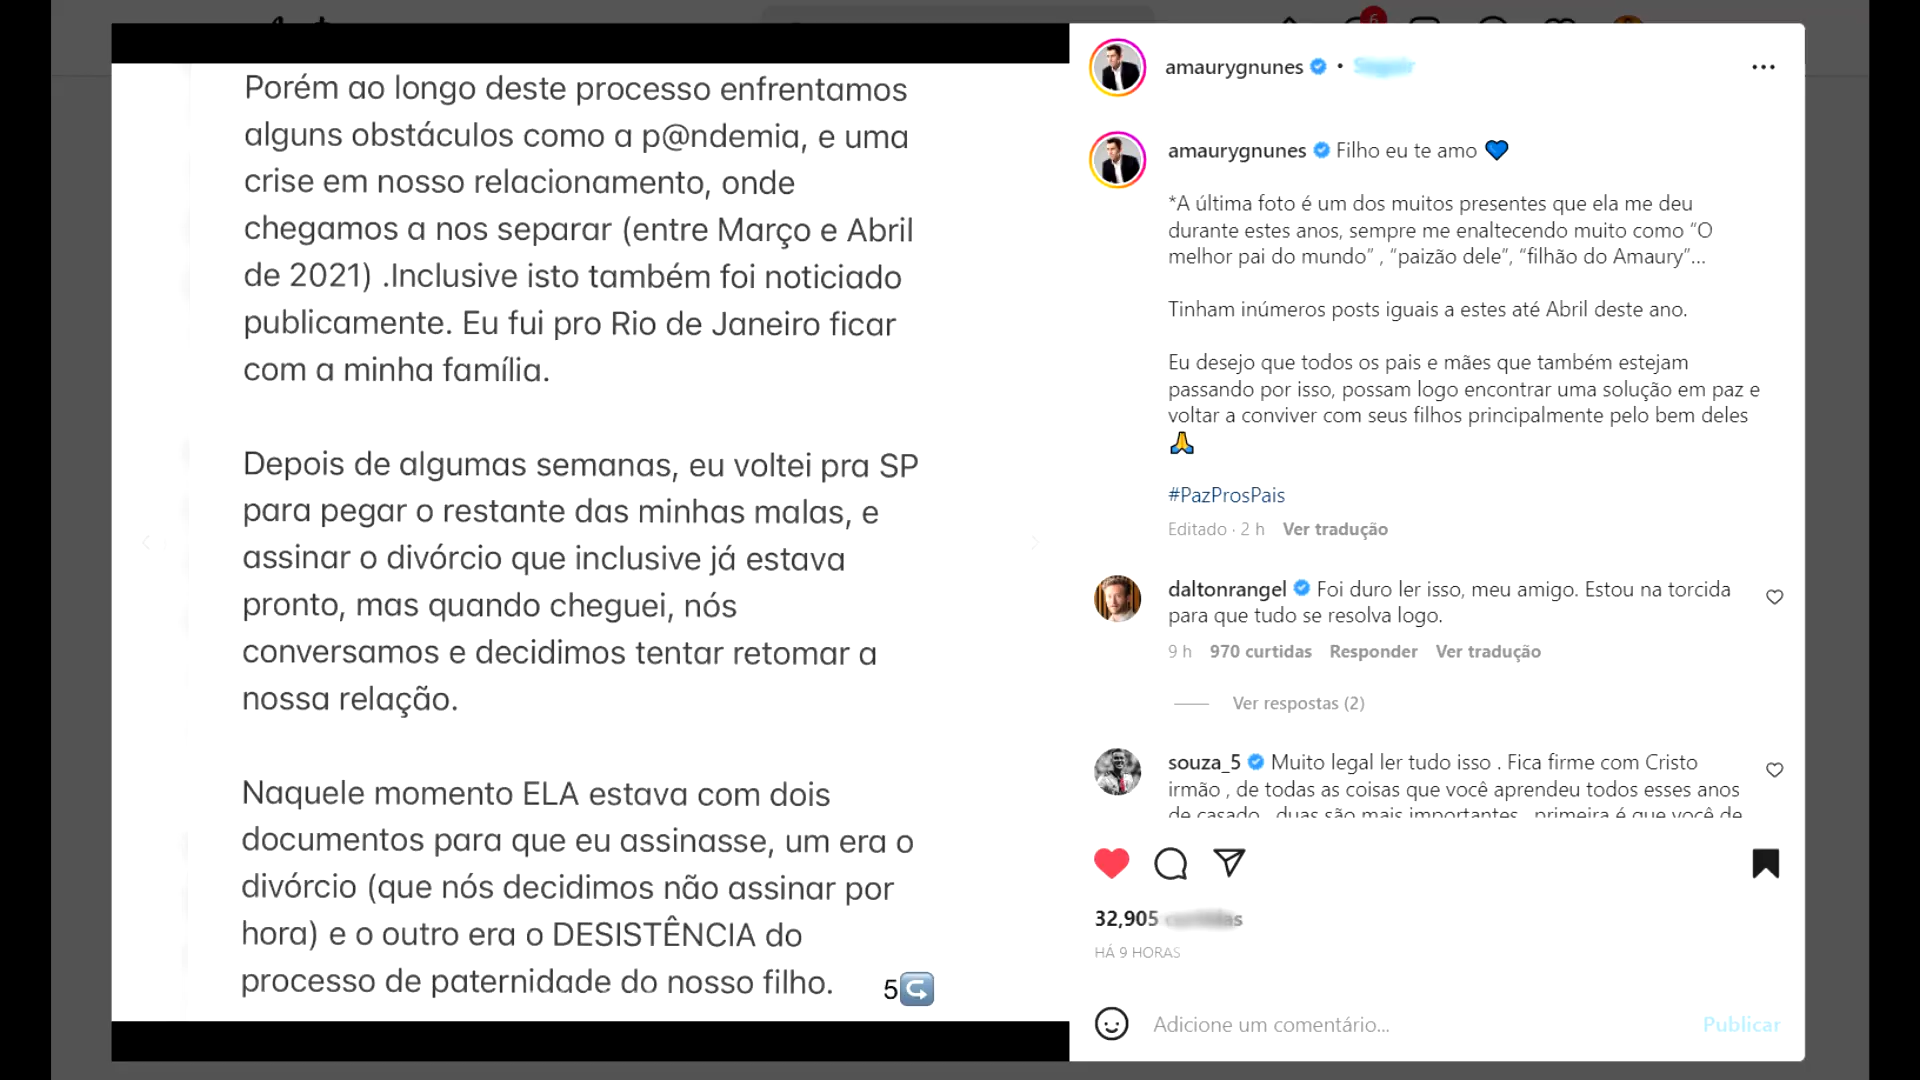 Porém ao longo deste processo enfrentamos
alguns obstáculos como a p@ndemia, e uma
crise em nosso relacionamento, onde
chegamos a nos separar (entre Março e Abril
de 2021) .Inclusive isto também foi noticiado
publicamente. Eu fui pro Rio de Janeiro ficar
com a minha família.
Depois de algumas semanas, eu voltei pra SP
para pegar o restante das minhas malas, e
assinar o divórcio que inclusive já estava
pronto, mas quando cheguei, nós
conversamos e decidimos tentar retomar a
nossa relação.
Naquele momento ELA estava com dois
documentos para que eu assinasse, um era o
divórcio (que nós decidimos não assinar por
hora) e o outro era o DESISTÊNCIA do
processo de paternidade do nosso filho.
5
5
amaurygnunes •
amaurygnunes Filho eu te amo 💙
*A última foto é um dos muitos presentes que ela me deu
durante estes anos, sempre me enaltecendo muito como “O
melhor pai do mundo” , “paizão dele”, “filhão do Amaury”...
Tinham inúmeros posts iguais a estes até Abril deste ano.
Eu desejo que todos os pais e mães que também estejam
passando por isso, possam logo encontrar uma solução em paz e
voltar a conviver com seus filhos principalmente pelo bem deles
🙏
#PazProsPais
Editado · 2 h Ver tradução
daltonrangel Foi duro ler isso, meu amigo. Estou na torcida
para que tudo se resolva logo.
9 h 970 curtidas Responder Ver tradução
Ver respostas (2)
souza_5 Muito legal ler tudo isso . Fica firme com Cristo
irmão , de todas as coisas que você aprendeu todos esses anos
de casado , duas são mais importantes , primeira é que você de
32,905
HÁ 9 HORAS
Adicione um comentário...
Publicar